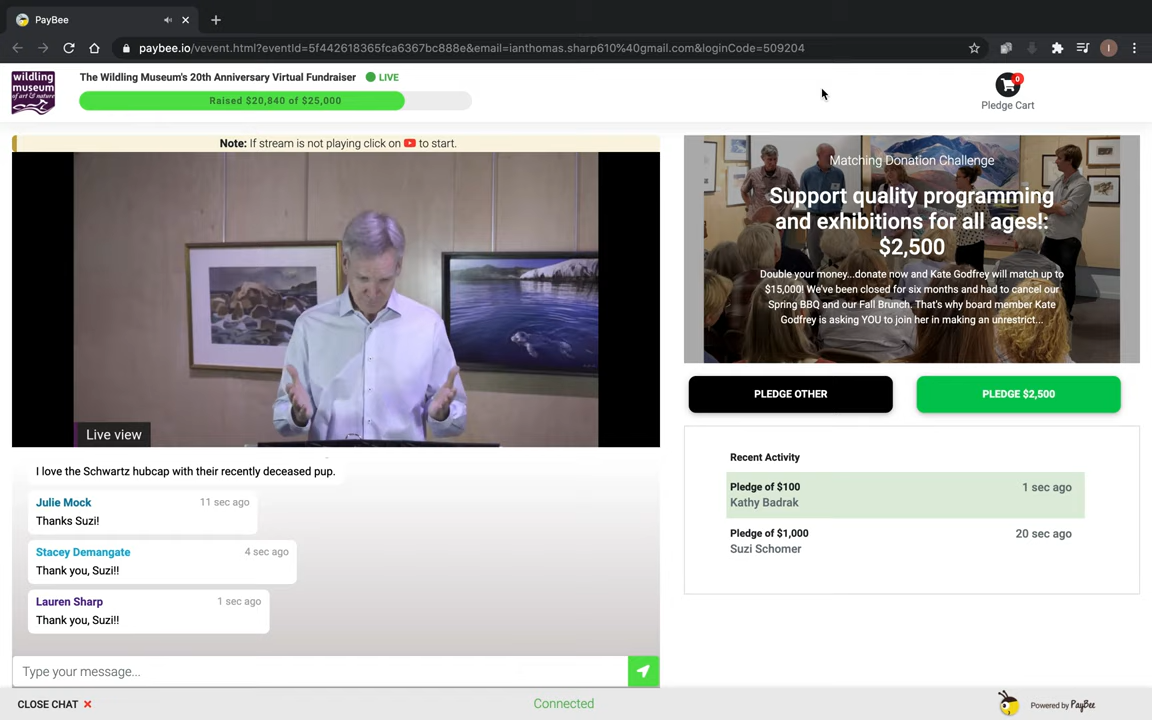 PayBee
paybee.io/vevent.html?eventId=5f442618365fca6367bc888e&email=ianthomas.sharp610%40gmail.com&loginCode=509204
I
wildling
museum
of art & nature
The Wildling Museum's 20th Anniversary Virtual Fundraiser
LIVE
Raised $20,840 of $25,000
0
Pledge Cart
Note: If stream is not playing click on to start.
Live view
I love the Schwartz hubcap with their recently deceased pup.
Julie Mock 11 sec ago
Thanks Suzi!
Stacey Demangate 4 sec ago
Thank you, Suzi!!
Lauren Sharp 1 sec ago
Thank you, Suzi!!
Type your message...
Matching Donation Challenge
Support quality programming
and exhibitions for all ages!:
$2,500
Double your money...donate now and Kate Godfrey will match up to
$15,000! We've been closed for six months and had to cancel our
Spring BBQ and our Fall Brunch. That's why board member Kate
Godfrey is asking YOU to join her in making an unrestrict...
PLEDGE OTHER
PLEDGE $2,500
Recent Activity
Pledge of $100 1 sec ago
Kathy Badrak
Pledge of $1,000 20 sec ago
Suzi Schomer
CLOSE CHAT
Connected
Powered by PayBee